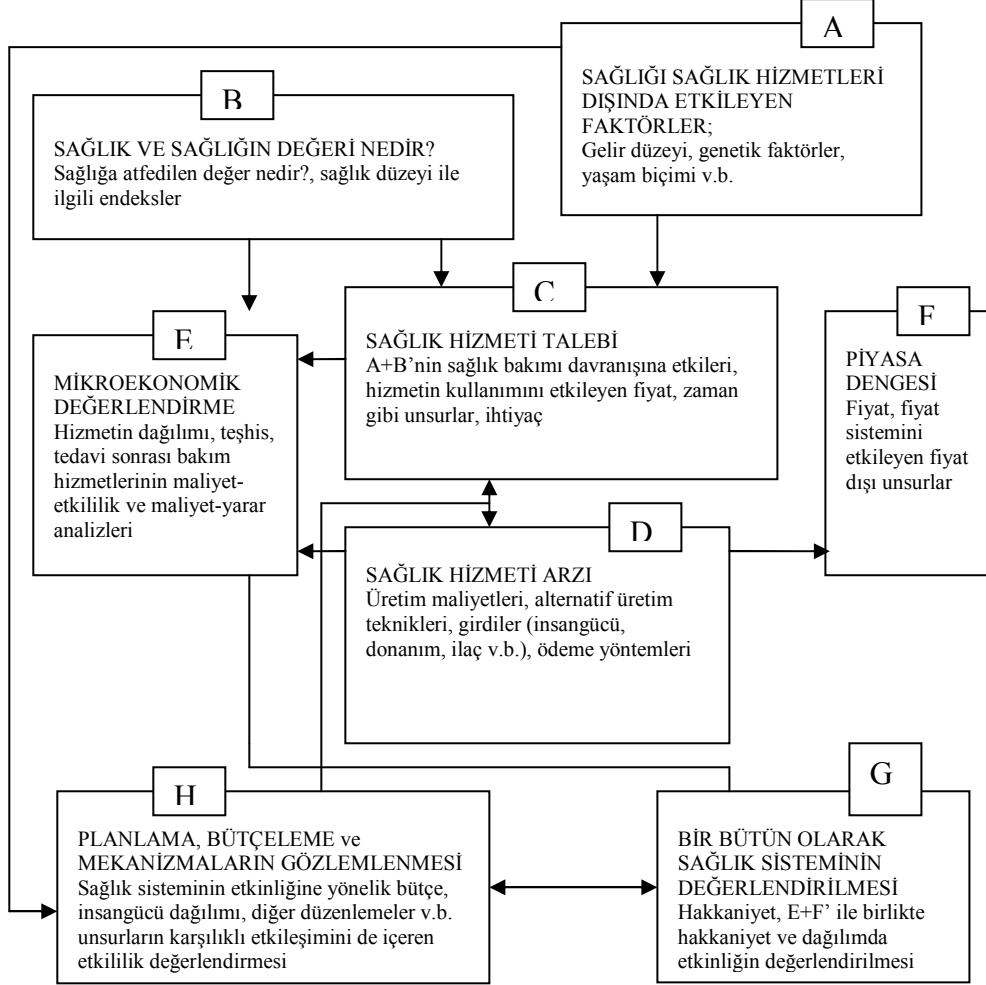 A
SAĞLIĞI SAĞLIK HİZMETLERİ
DIŞINDA ETKİLEYEN
FAKTÖRLER;
Gelir düzeyi, genetik faktörler,
yaşam biçimi v.b.
B
SAĞLIK VE SAĞLIĞIN DEĞERİ NEDİR?
Sağlığa atfedilen değer nedir?, sağlık düzeyi ile
ilgili endeksler
C
SAĞLIK HİZMETİ TALEBİ
A+B’nin sağlık bakımı davranışına etkileri,
hizmetin kullanımını etkileyen fiyat, zaman
gibi unsurlar, ihtiyaç
E
MİKROEKONOMİK
DEĞERLENDİRME
Hizmetin dağılımı, teşhis,
tedavi sonrası bakım
hizmetlerinin maliyet-
etkililik ve maliyet-yarar
analizleri
F
PİYASA
DENGESİ
Fiyat, fiyat
sistemini
etkileyen fiyat
dışı unsurlar
D
SAĞLIK HİZMETİ ARZI
Üretim maliyetleri, alternatif üretim
teknikleri, girdiler (insangücü,
donanım, ilaç v.b.), ödeme yöntemleri
H
PLANLAMA, BÜTÇELEME ve
MEKANİZMALARIN GÖZLEMLENMESİ
Sağlık sisteminin etkinliğine yönelik bütçe,
insangücü dağılımı, diğer düzenlemeler v.b.
unsurların karşılıklı etkileşimini de içeren
etkililik değerlendirmesi
G
BİR BÜTÜN OLARAK
SAĞLIK SİSTEMİNİN
DEĞERLENDİRİLMESİ
Hakkaniyet, E+F’ ile birlikte
hakkaniyet ve dağılımda
etkinliğin değerlendirilmesi